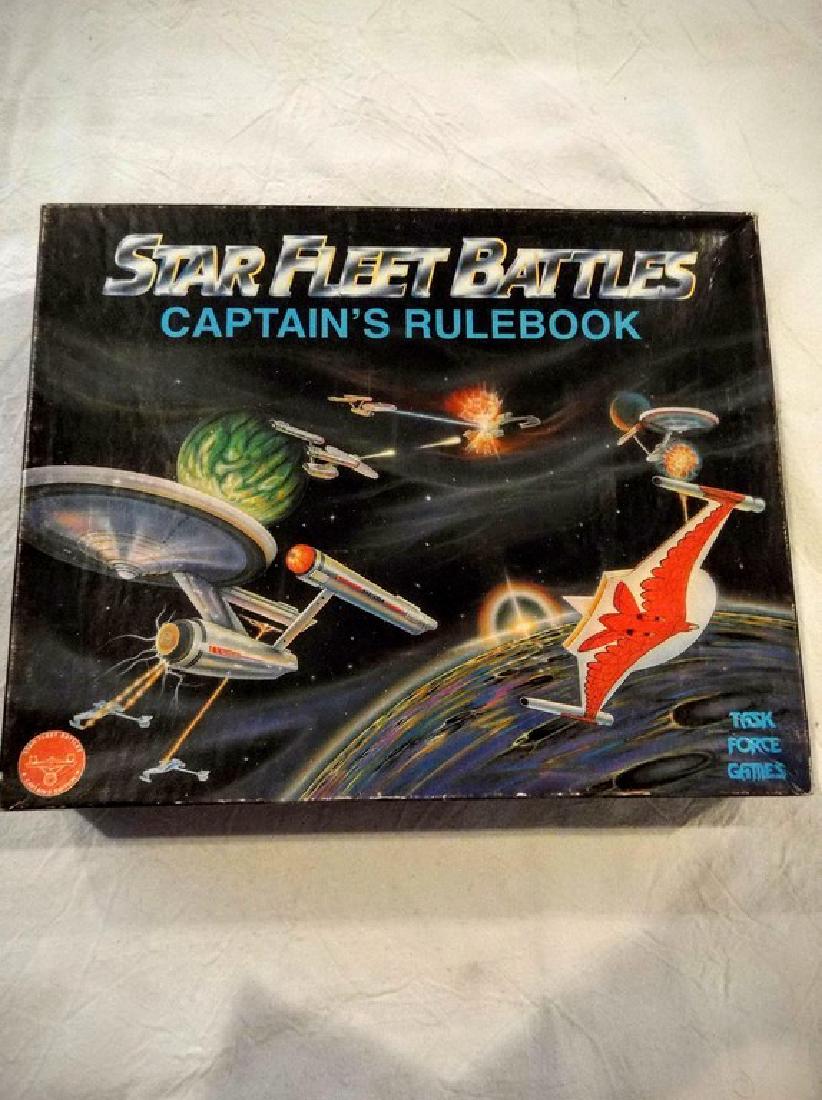 STAR FLEET BATTLES
CAPTAIN'S RULEBOOK
TASK
FORCE
GAMES